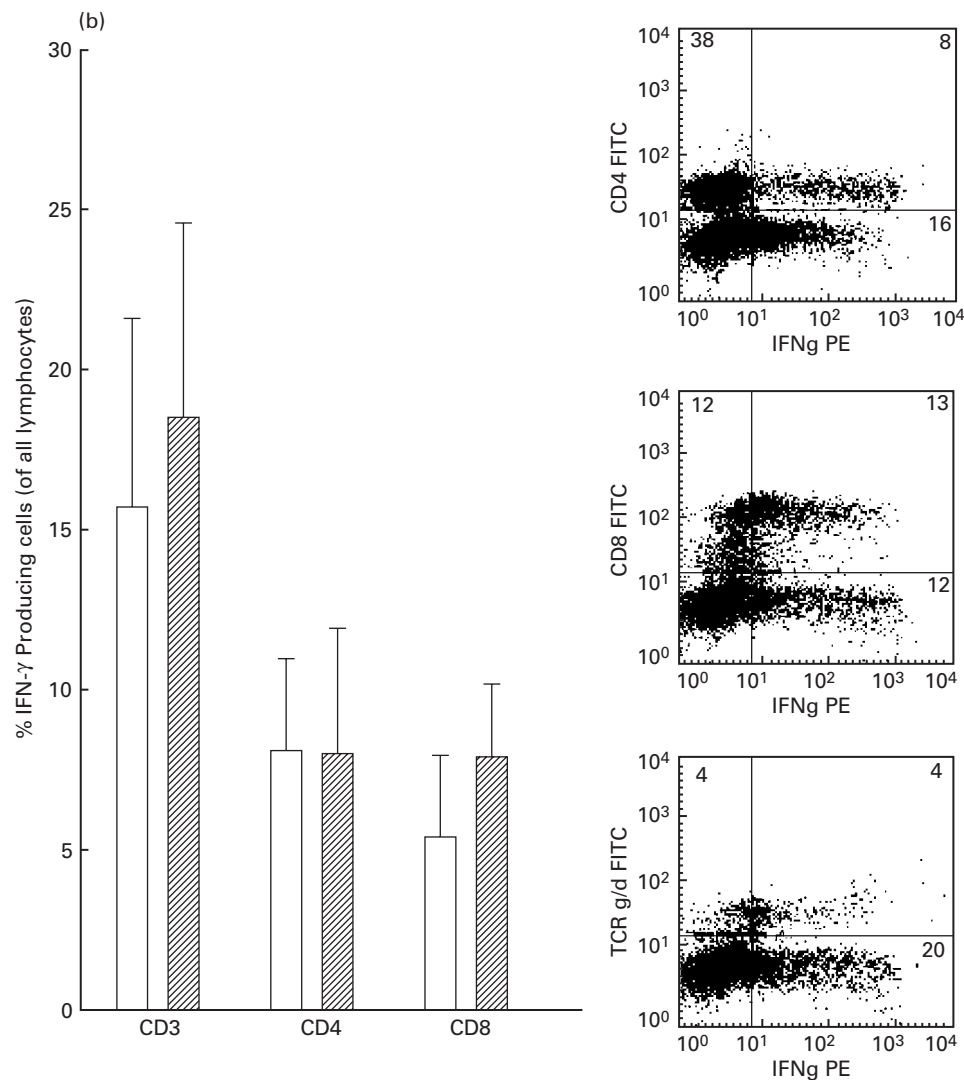 (b)
30
25
20
15
10
5
0
% IFN-γ Producing cells (of all lymphocytes)
CD3 CD4 CD8
38 8
16
10⁴
10³
10²
10¹
10⁰
CD4 FITC
10⁰ 10¹ 10² 10³ 10⁴
IFNg PE
12 13
12
10⁴
10³
10²
10¹
10⁰
CD8 FITC
10⁰ 10¹ 10² 10³ 10⁴
IFNg PE
4 4
20
10⁴
10³
10²
10¹
10⁰
TCR g/d FITC
10⁰ 10¹ 10² 10³ 10⁴
IFNg PE